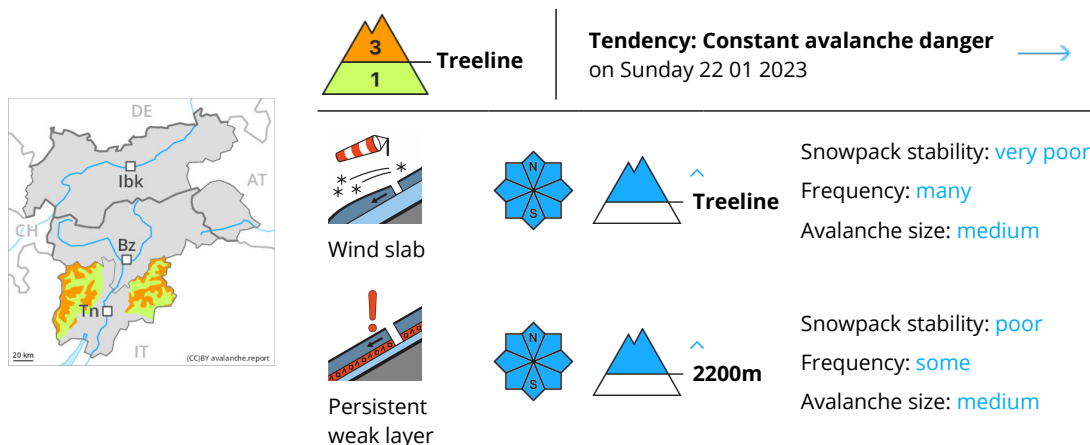 3
Treeline
1
Tendency: Constant avalanche danger
on Sunday 22 01 2023
DE
Ibk
AT
CH
Bz
Tn
IT
20 km
(CC)BY avalanche.report
N
S
Treeline
Wind slab
Snowpack stability: very poor
Frequency: many
Avalanche size: medium
N
S
2200m
Persistent
weak layer
Snowpack stability: poor
Frequency: some
Avalanche size: medium